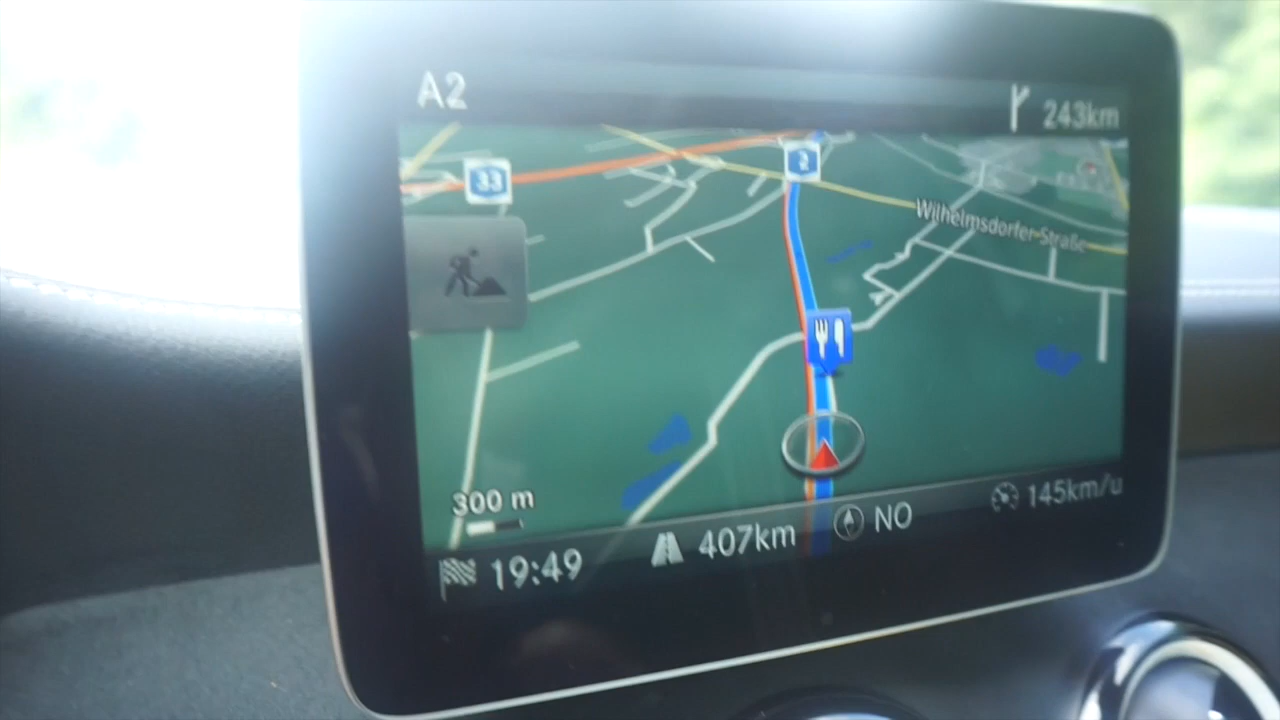 A2
243km
2
33
Wilhelmsdorfer-Straße
300 m
19:49
407km
NO
145km/u